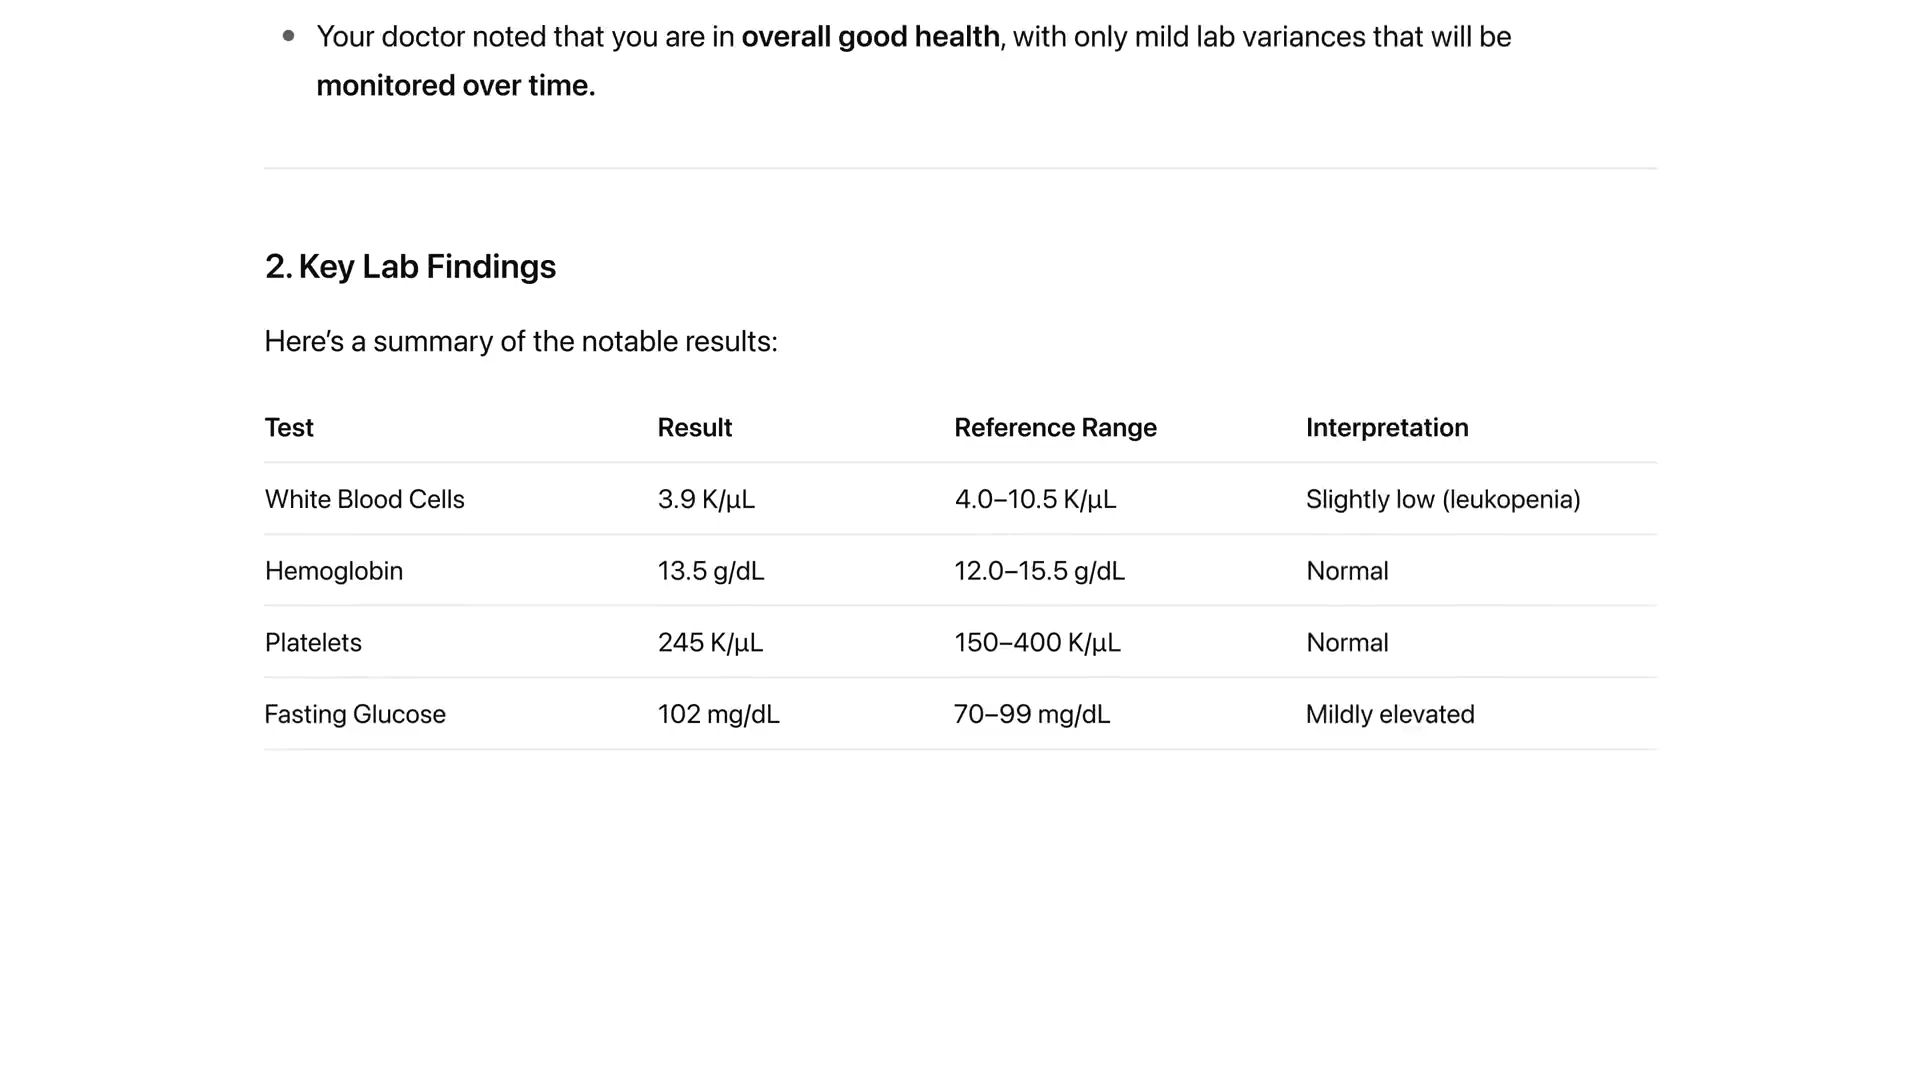 • Your doctor noted that you are in overall good health, with only mild lab variances that will be
monitored over time.
2. Key Lab Findings
Here’s a summary of the notable results:
Test Result Reference Range Interpretation
White Blood Cells 3.9 K/µL 4.0–10.5 K/µL Slightly low (leukopenia)
Hemoglobin 13.5 g/dL 12.0–15.5 g/dL Normal
Platelets 245 K/µL 150–400 K/µL Normal
Fasting Glucose 102 mg/dL 70–99 mg/dL Mildly elevated